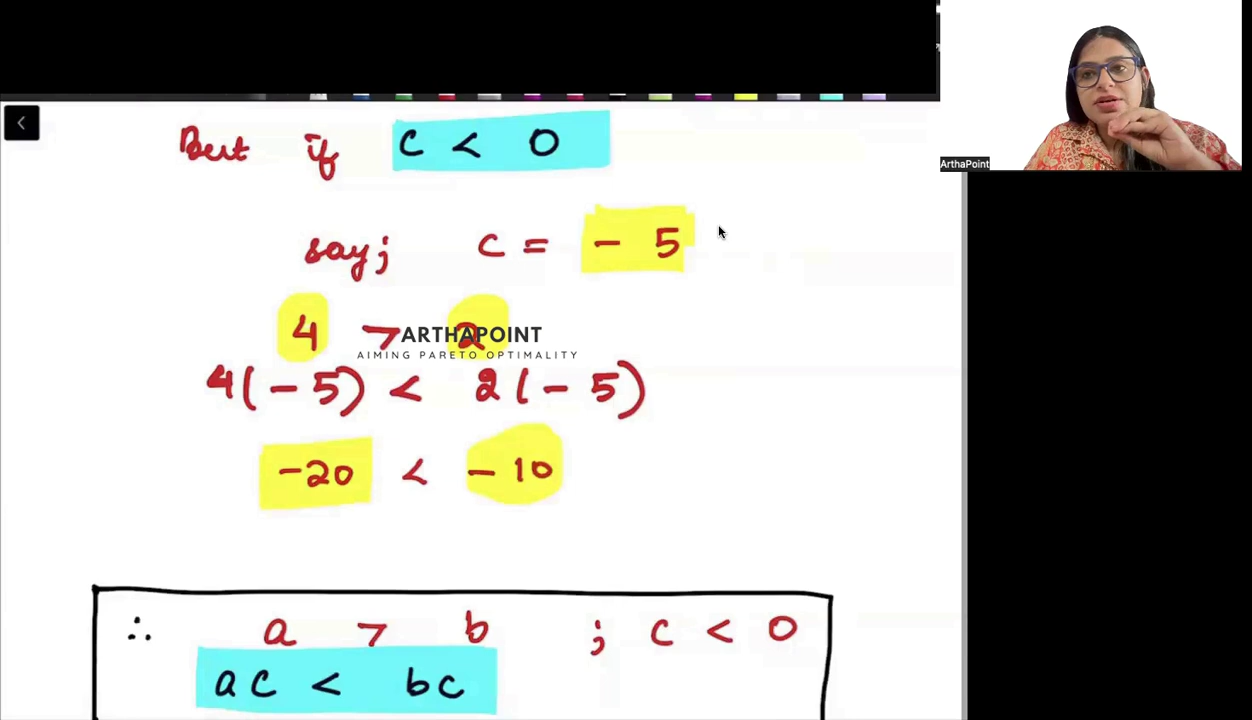 But if c < 0
say; c = - 5
4 > 2
ARTHAPOINT
AIMING PARETO OPTIMALITY
4(-5) < 2(-5)
-20 < -10
∴ a > b ; c < 0
ac < bc
ArthaPoint